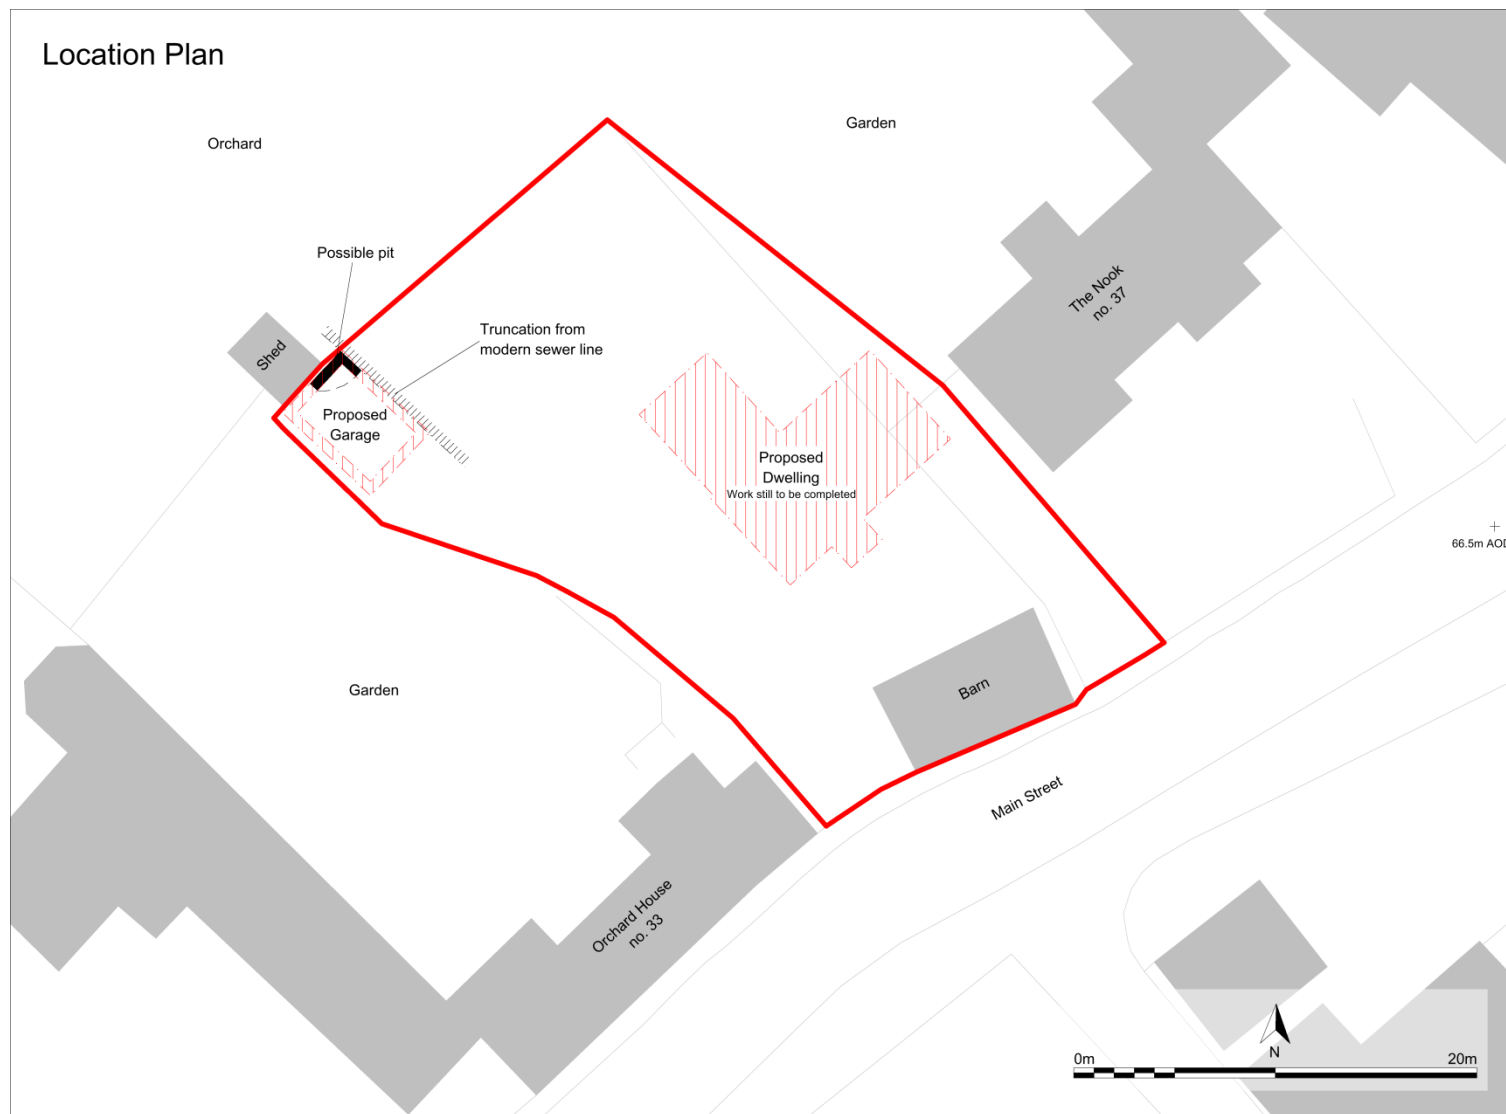 Location Plan
Orchard
Garden
Possible pit
Truncation from
modern sewer line
Shed
Proposed
Garage
The Nook
no. 37
Proposed
Dwelling
Work still to be completed
66.5m AOD
Garden
Barn
Main Street
Orchard House
no. 33
N
0m
20m